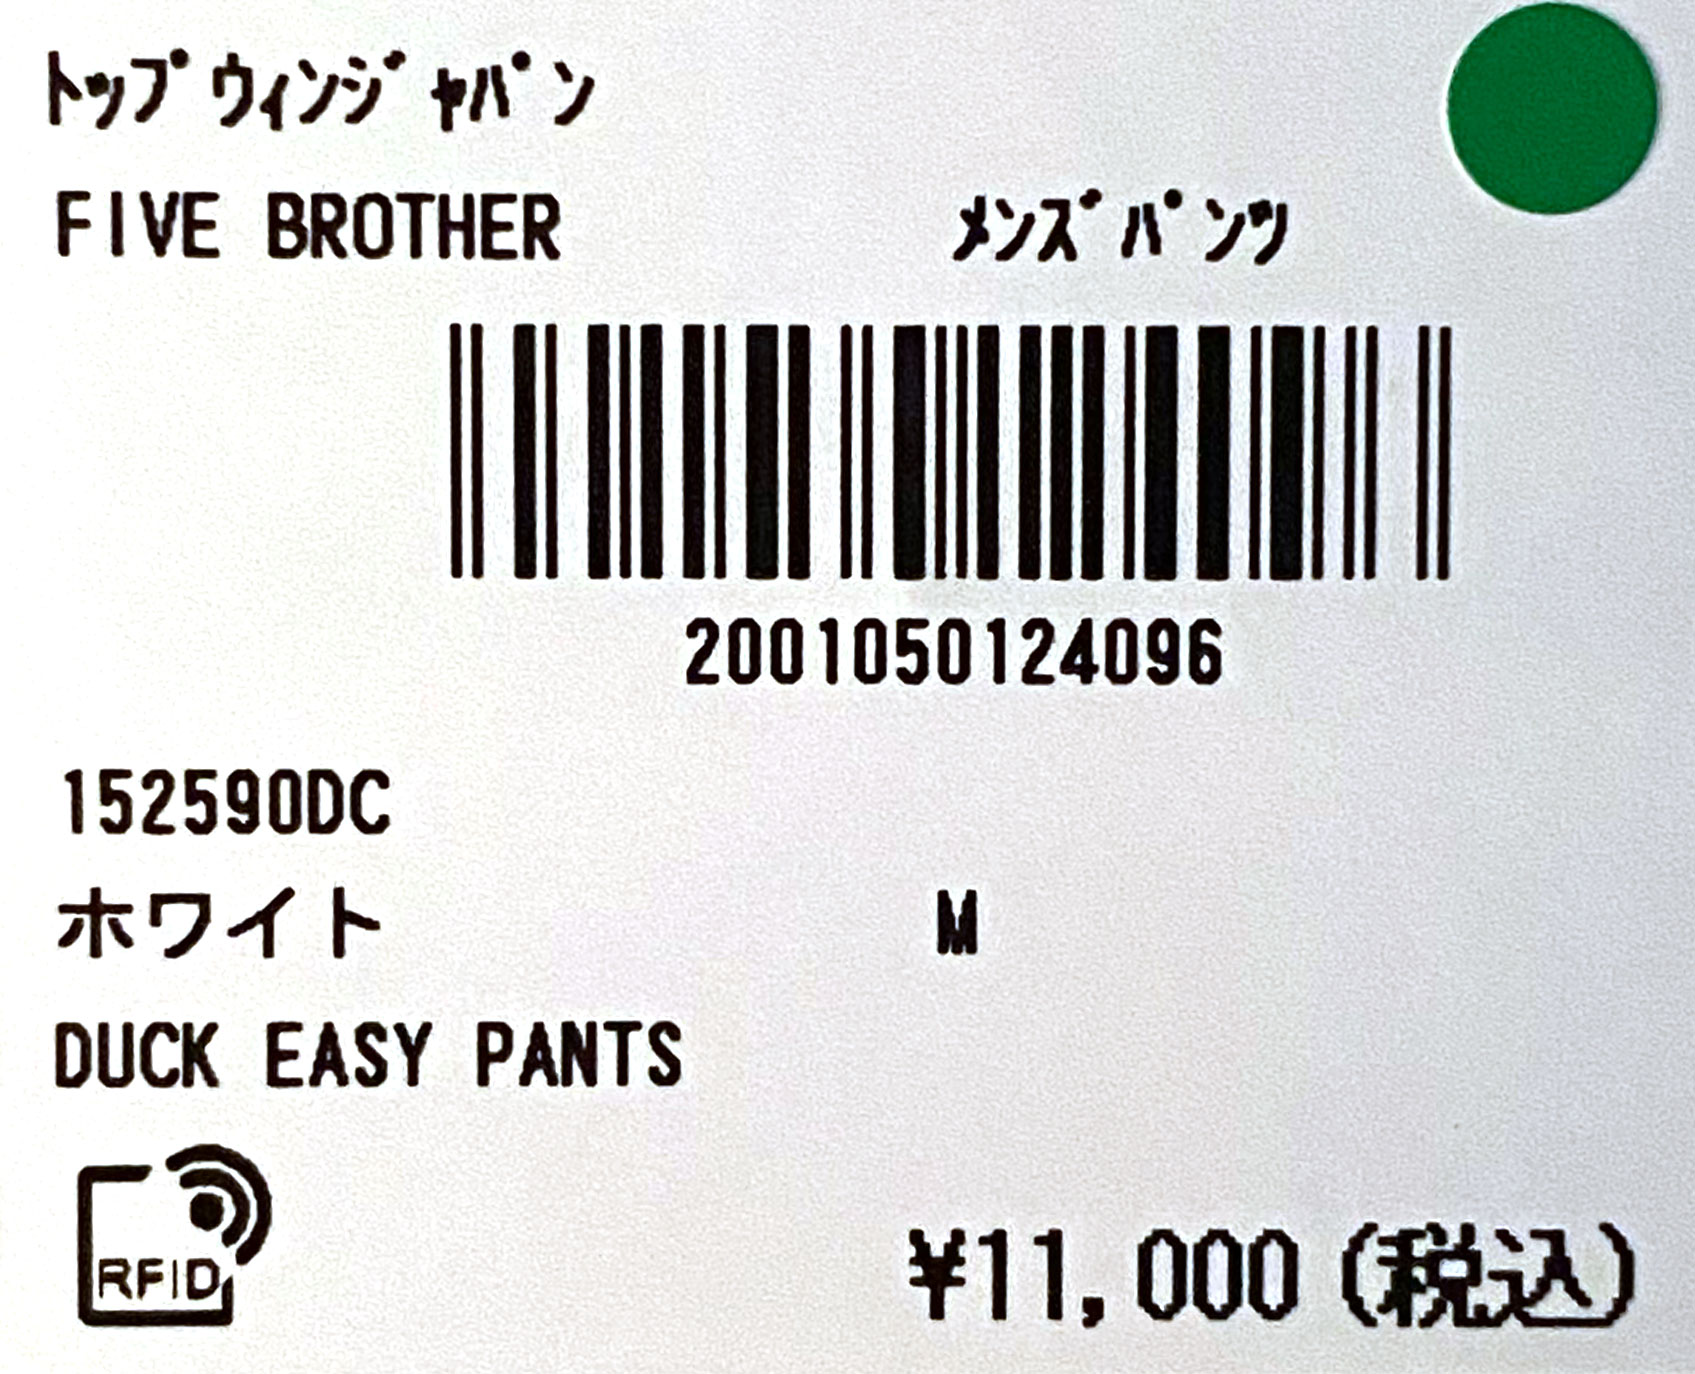 ﾄｯﾌﾟｳｨﾝｼﾞｬﾊﾟﾝ
FIVE BROTHER ﾒﾝｽﾞﾊﾟﾝﾂ
2001050124096
152590DC
ホワイト M
DUCK EASY PANTS
RFID
¥11,000(税込)